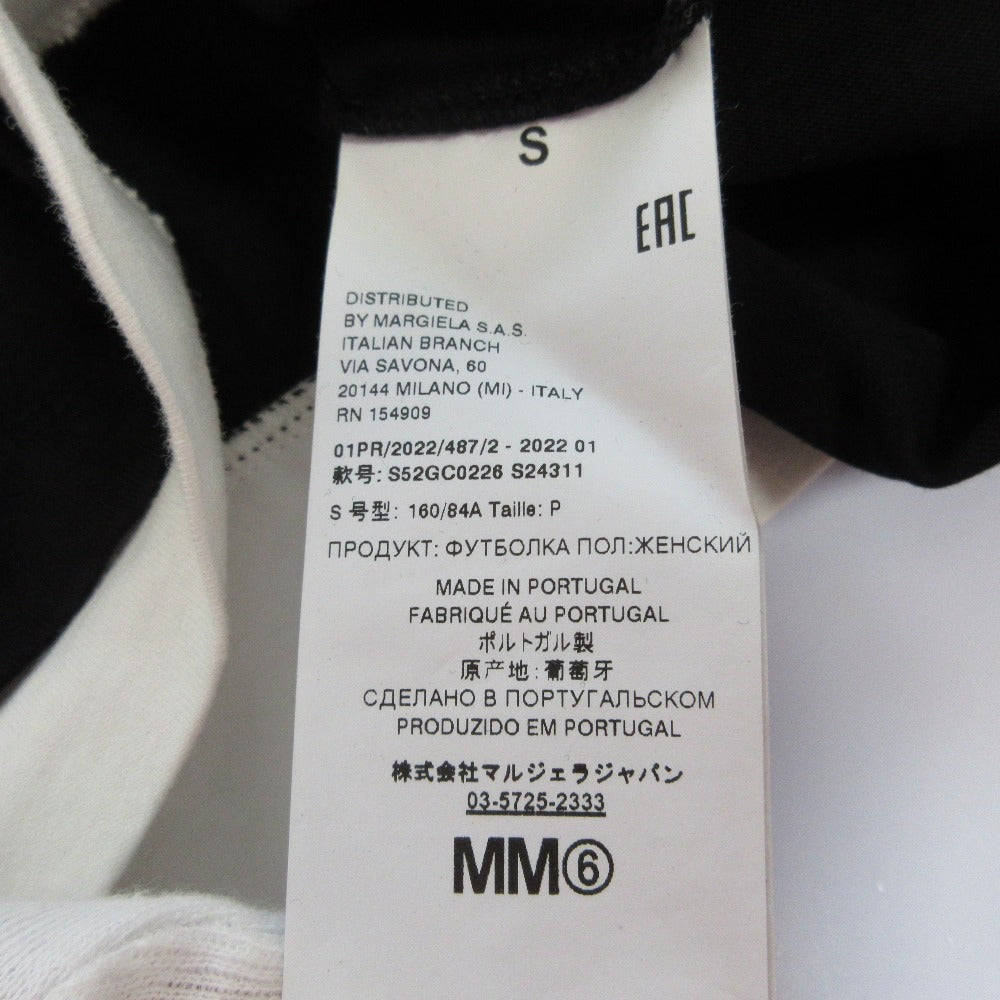 S
EAC
DISTRIBUTED
BY MARGIELA S.A.S.
ITALIAN BRANCH
VIA SAVONA, 60
20144 MILANO (MI) - ITALY
RN 154909
01PR/2022/487/2 - 2022 01
款号: S52GC0226 S24311
S 号型: 160/84A Taille: P
ПРОДУКТ: ФУТБОЛКА ПОЛ:ЖЕНСКИЙ
MADE IN PORTUGAL
FABRIQUÉ AU PORTUGAL
ポルトガル製
原产地: 葡萄牙
СДЕЛАНО В ПОРТУГАЛЬСКОМ
PRODUZIDO EM PORTUGAL
株式会社マルジェラジャパン
03-5725-2333
MM⑥